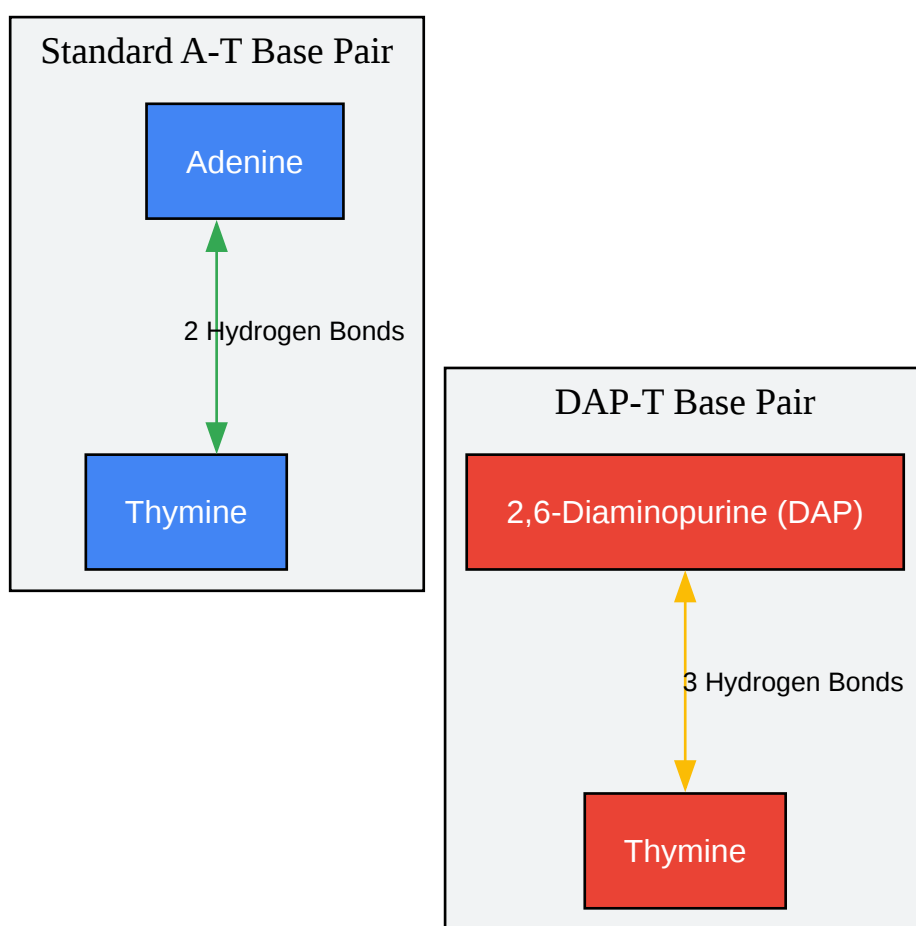 Standard A-T Base Pair
Adenine
2 Hydrogen Bonds
Thymine
DAP-T Base Pair
2,6-Diaminopurine (DAP)
3 Hydrogen Bonds
Thymine